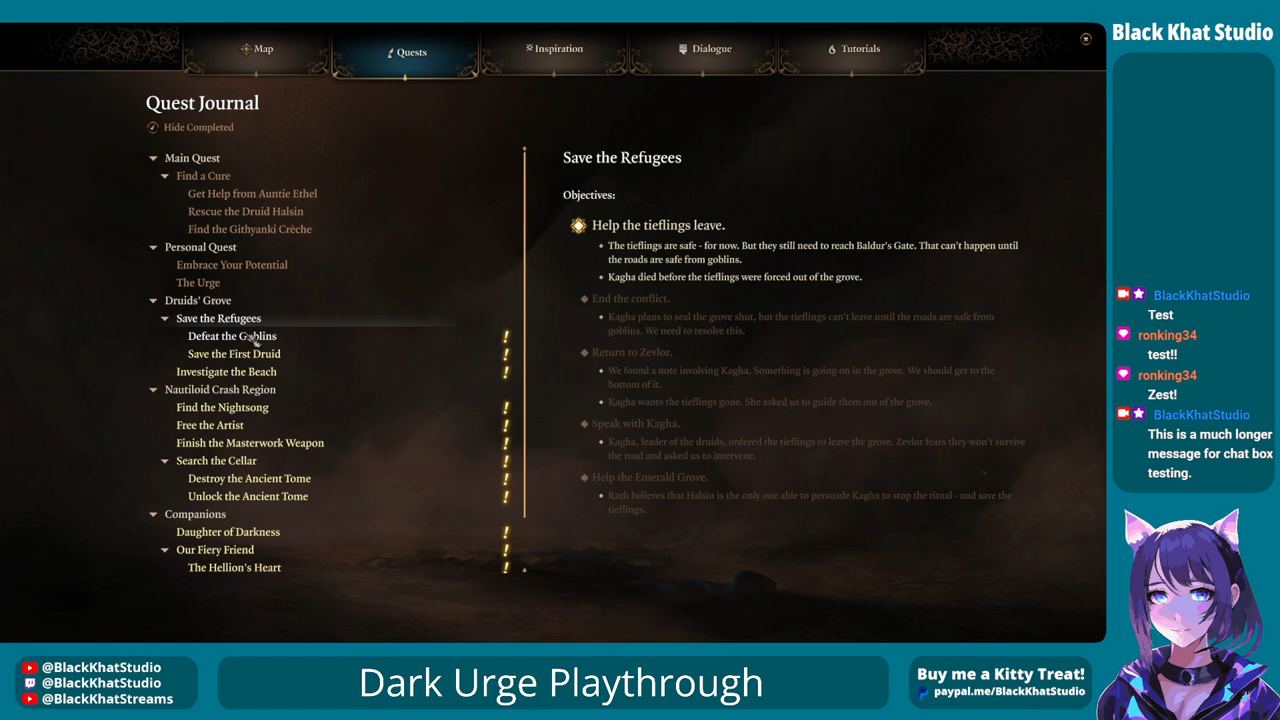 Map
Quests
Inspiration
Dialogue
Tutorials
Black Khat Studio
Quest Journal
Hide Completed
Main Quest
Find a Cure
Get Help from Auntie Ethel
Rescue the Druid Halsin
Find the Githyanki Crèche
Personal Quest
Embrace Your Potential
The Urge
Druids' Grove
Save the Refugees
Defeat the Goblins
Save the First Druid
Investigate the Beach
Nautiloid Crash Region
Find the Nightsong
Free the Artist
Finish the Masterwork Weapon
Search the Cellar
Destroy the Ancient Tome
Unlock the Ancient Tome
Companions
Daughter of Darkness
Our Fiery Friend
The Hellion's Heart
Save the Refugees
Objectives:
Help the tieflings leave.
The tieflings are safe - for now. But they still need to reach Baldur's Gate. That can't happen until
the roads are safe from goblins.
Kagha died before the tieflings were forced out of the grove.
End the conflict.
Kagha plans to seal the grove shut, but the tieflings can't leave until the roads are safe from
goblins. We need to resolve this.
Return to Zevlor.
We found a note involving Kagha. Something is going on in the grove. We should get to the
bottom of it.
Kagha wants the tieflings gone. She asked us to guide them out of the grove.
Speak with Kagha.
Kagha, leader of the druids, ordered the tieflings to leave the grove. Zevlor fears they won't survive
the road and asked us to intervene.
Help the Emerald Grove.
Rath believes that Halsin is the only one able to persuade Kagha to stop the ritual - and save the
tieflings.
BlackKhatStudio
Test
ronking34
test!!
ronking34
Zest!
BlackKhatStudio
This is a much longer
message for chat box
testing.
@BlackKhatStudio
@BlackKhatStudio
@BlackKhatStreams
Dark Urge Playthrough
Buy me a Kitty Treat!
paypal.me/BlackKhatStudio